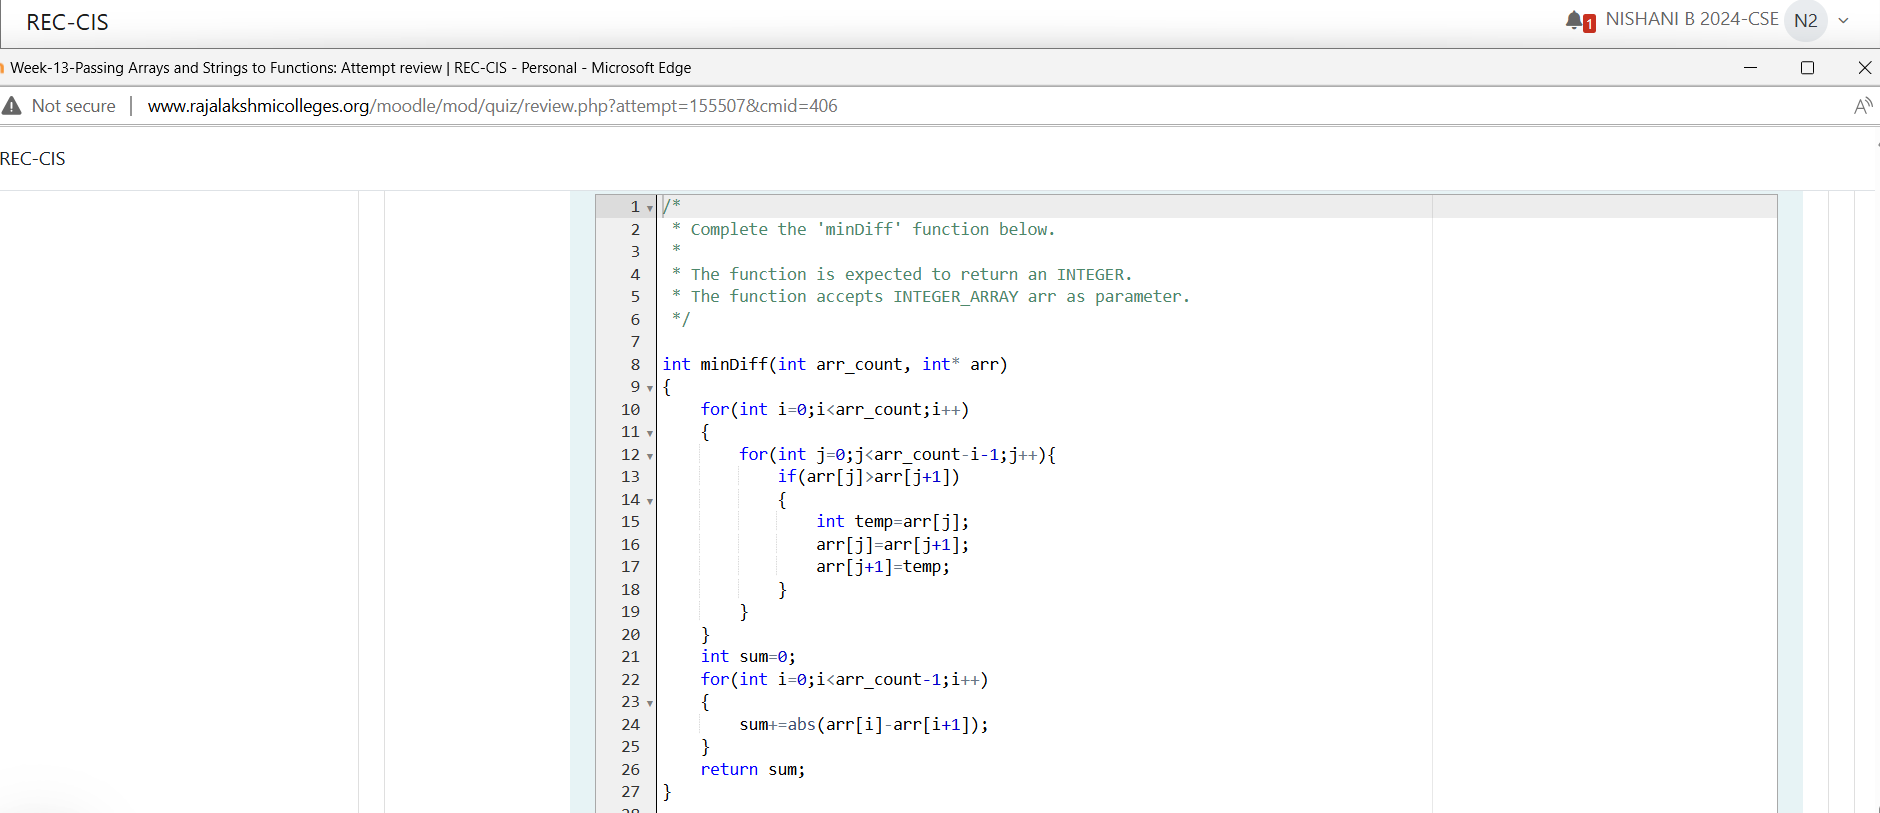 REC-CIS
1 NISHANI B 2024-CSE N2
Week-13-Passing Arrays and Strings to Functions: Attempt review | REC-CIS - Personal - Microsoft Edge
Not secure | www.rajalakshmicolleges.org/moodle/mod/quiz/review.php?attempt=155507&cmid=406
REC-CIS
1 /*
2  * Complete the 'minDiff' function below.
3  *
4  * The function is expected to return an INTEGER.
5  * The function accepts INTEGER_ARRAY arr as parameter.
6  */
7
8 int minDiff(int arr_count, int* arr)
9 {
10     for(int i=0;i<arr_count;i++)
11     {
12         for(int j=0;j<arr_count-i-1;j++){
13             if(arr[j]>arr[j+1])
14             {
15                 int temp=arr[j];
16                 arr[j]=arr[j+1];
17                 arr[j+1]=temp;
18             }
19         }
20     }
21     int sum=0;
22     for(int i=0;i<arr_count-1;i++)
23     {
24         sum+=abs(arr[i]-arr[i+1]);
25     }
26     return sum;
27 }